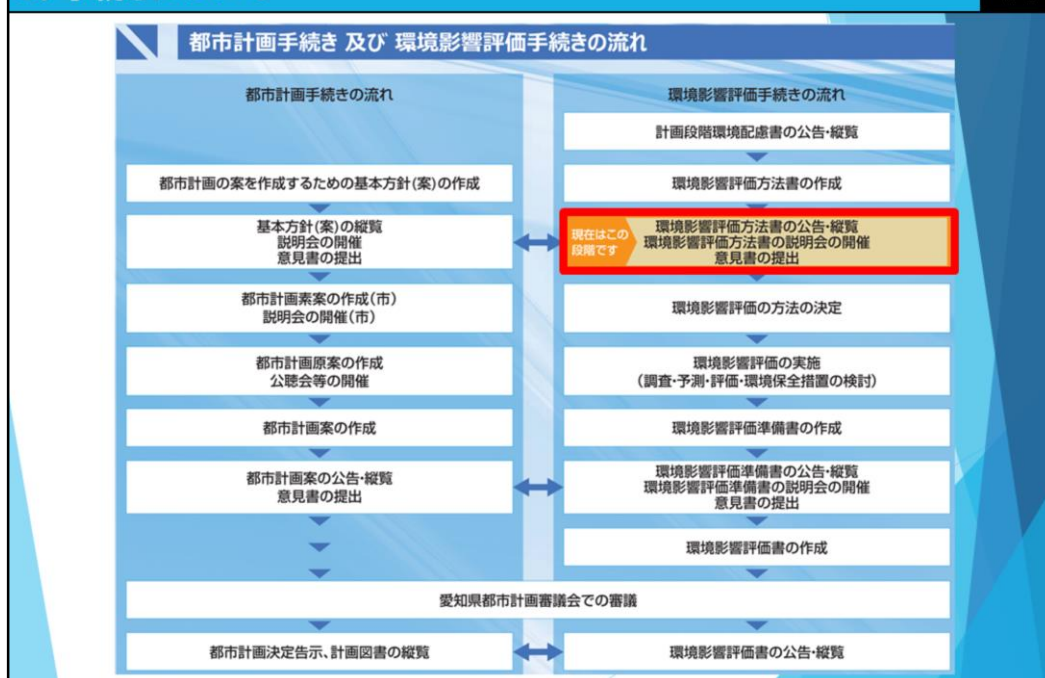 都市計画手続き 及び 環境影響評価手続きの流れ
都市計画手続きの流れ
都市計画の案を作成するための基本方針(案)の作成
基本方針(案)の縦覧
説明会の開催
意見書の提出
都市計画素案の作成(市)
説明会の開催(市)
都市計画原案の作成
公聴会等の開催
都市計画案の作成
都市計画案の公告・縦覧
意見書の提出
環境影響評価手続きの流れ
計画段階環境配慮書の公告・縦覧
環境影響評価方法書の作成
現在はこの
段階です
環境影響評価方法書の公告・縦覧
環境影響評価方法書の説明会の開催
意見書の提出
環境影響評価の方法の決定
環境影響評価の実施
(調査・予測・評価・環境保全措置の検討)
環境影響評価準備書の作成
環境影響評価準備書の公告・縦覧
環境影響評価準備書の説明会の開催
意見書の提出
環境影響評価書の作成
愛知県都市計画審議会での審議
都市計画決定告示、計画図書の縦覧
環境影響評価書の公告・縦覧